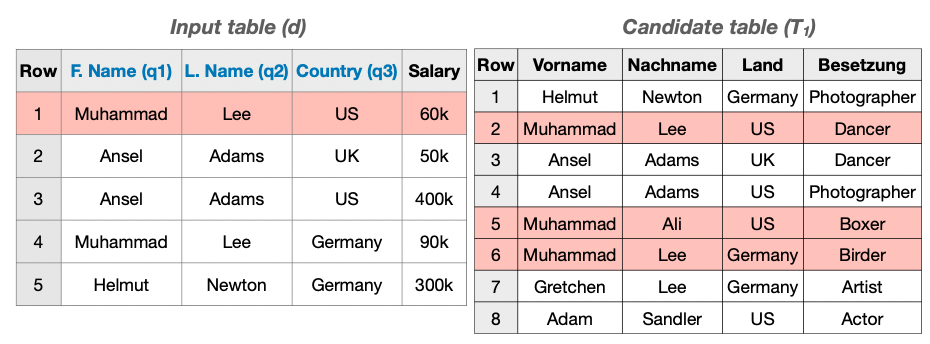 Input table (d)
Row F. Name (q1) L. Name (q2) Country (q3) Salary
1 Muhammad Lee US 60k
2 Ansel Adams UK 50k
3 Ansel Adams US 400k
4 Muhammad Lee Germany 90k
5 Helmut Newton Germany 300k
Candidate table (T₁)
Row Vorname Nachname Land Besetzung
1 Helmut Newton Germany Photographer
2 Muhammad Lee US Dancer
3 Ansel Adams UK Dancer
4 Ansel Adams US Photographer
5 Muhammad Ali US Boxer
6 Muhammad Lee Germany Birder
7 Gretchen Lee Germany Artist
8 Adam Sandler US Actor